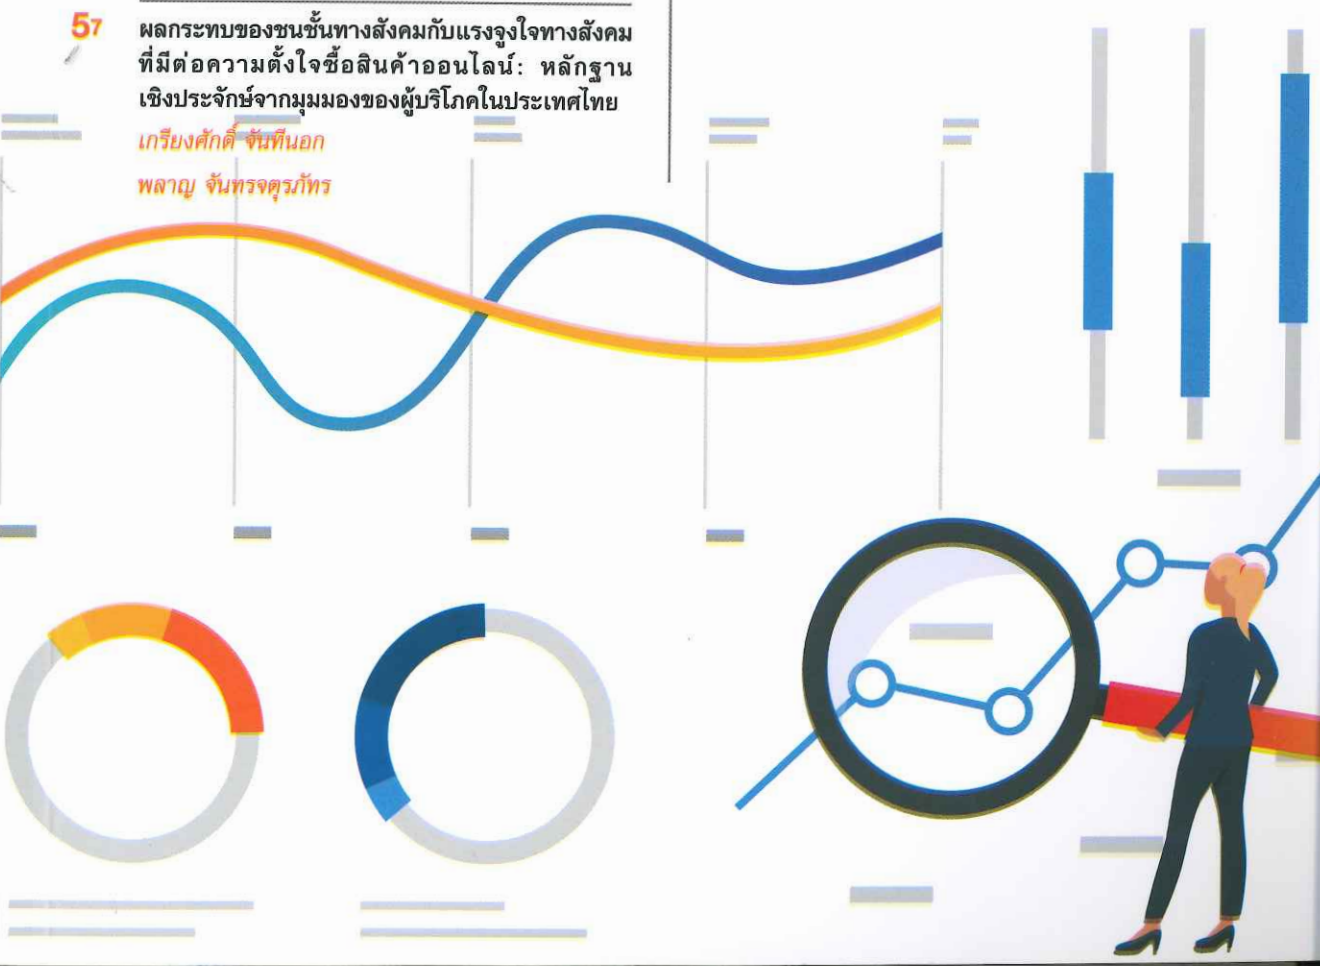 57
ผลกระทบของชนชั้นทางสังคมกับแรงจูงใจทางสังคม
ที่มีต่อความตั้งใจซื้อสินค้าออนไลน์: หลักฐาน
เชิงประจักษ์จากมุมมองของผู้บริโภคในประเทศไทย
เกรียงศักดิ์ จันทีนอก
พลาญ จันทรจตุรภัทร